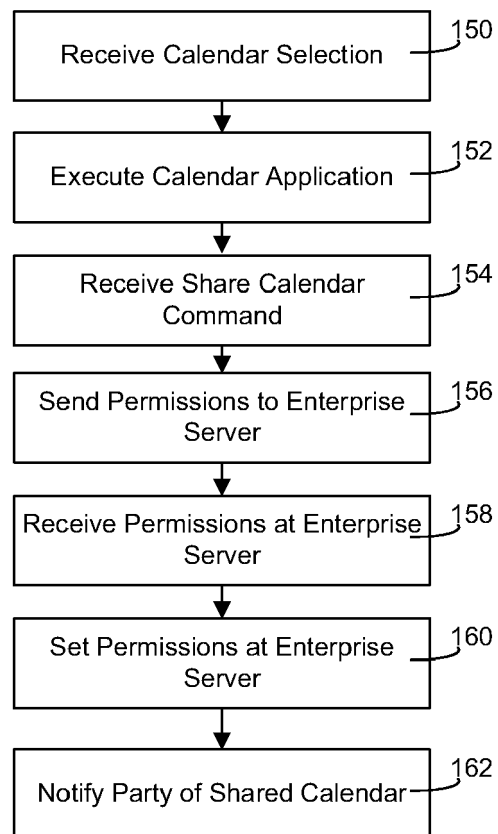 150
Receive Calendar Selection
152
Execute Calendar Application
154
Receive Share Calendar
Command
156
Send Permissions to Enterprise
Server
158
Receive Permissions at Enterprise
Server
160
Set Permissions at Enterprise
Server
162
Notify Party of Shared Calendar